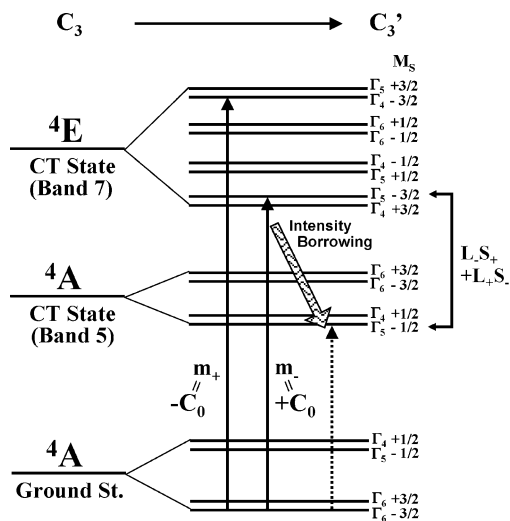 C₃ C₃’
M_S
Γ₅ +3/2
Γ₄ - 3/2
Γ₆ +1/2
Γ₆ - 1/2
⁴E
Γ₄ - 1/2
Γ₅ +1/2
CT State
(Band 7)
Γ₅ - 3/2
Γ₄ +3/2
Intensity
Borrowing
L₋S₊
+L₊S₋
⁴A
Γ₆ +3/2
Γ₆ - 3/2
CT State
(Band 5)
Γ₄ +1/2
Γ₅ - 1/2
m₊ m₋
= =
-C₀ +C₀
⁴A
Γ₄ +1/2
Γ₅ - 1/2
Ground St.
Γ₆ +3/2
Γ₆ - 3/2